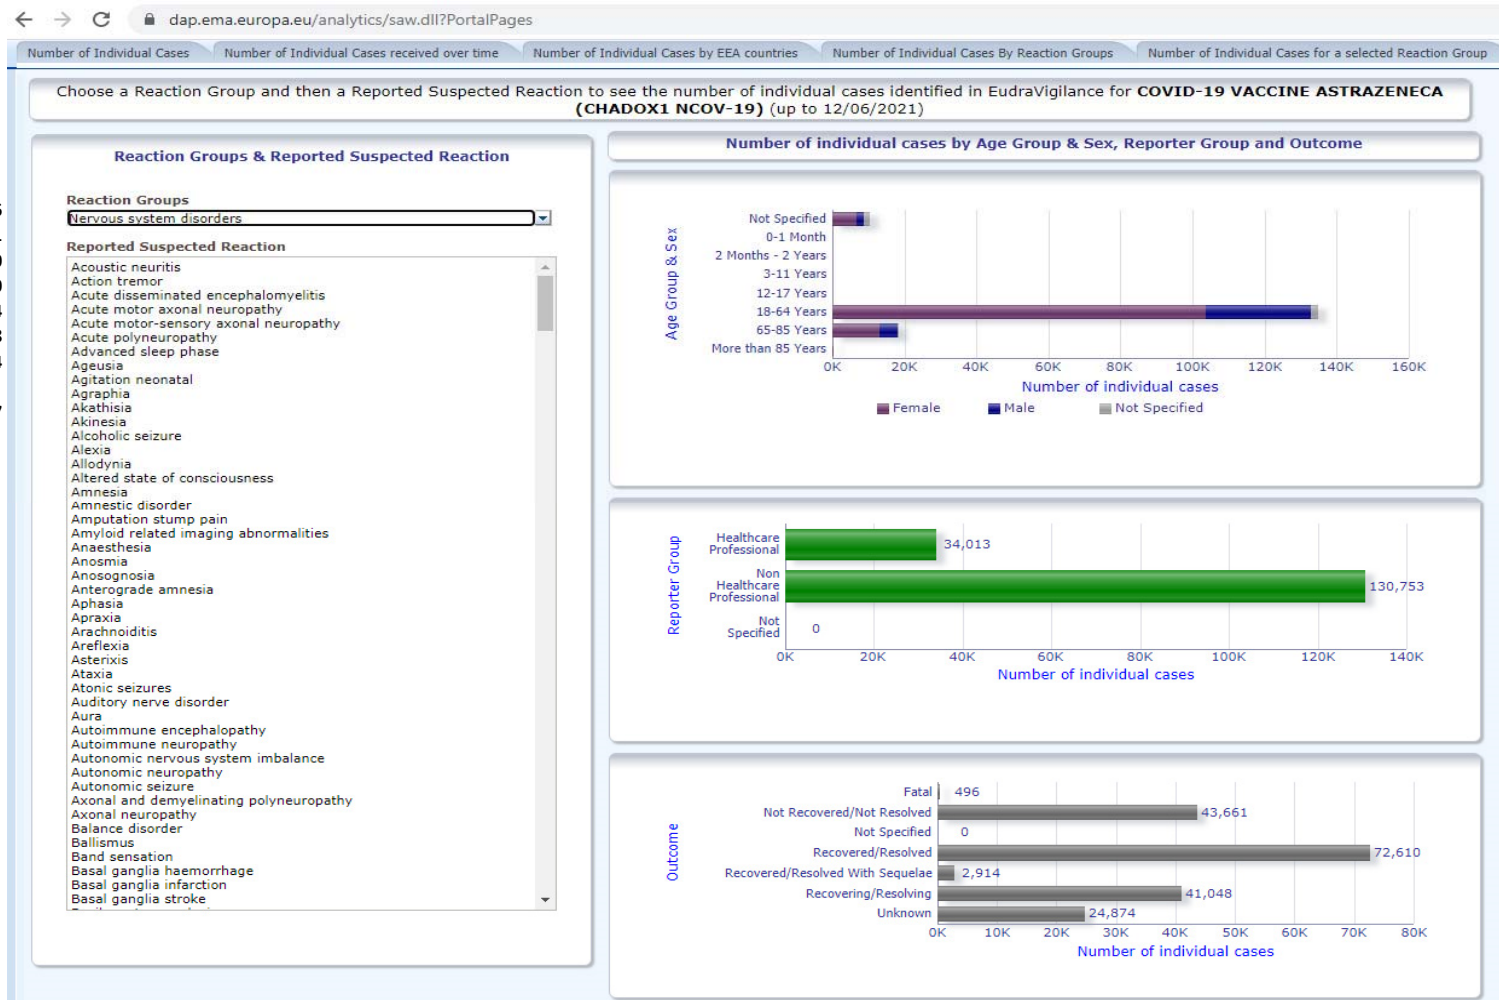 dap.ema.europa.eu/analytics/saw.dll?PortalPages
Number of Individual Cases
Number of Individual Cases received over time
Number of Individual Cases by EEA countries
Number of Individual Cases By Reaction Groups
Number of Individual Cases for a selected Reaction Group
Choose a Reaction Group and then a Reported Suspected Reaction to see the number of individual cases identified in EudraVigilance for COVID-19 VACCINE ASTRAZENECA
(CHADOX1 NCOV-19) (up to 12/06/2021)
Reaction Groups & Reported Suspected Reaction
Reaction Groups
Nervous system disorders
Reported Suspected Reaction
Acoustic neuritis
Action tremor
Acute disseminated encephalomyelitis
Acute motor axonal neuropathy
Acute motor-sensory axonal neuropathy
Acute polyneuropathy
Advanced sleep phase
Ageusia
Agitation neonatal
Agraphia
Akathisia
Akinesia
Alcoholic seizure
Alexia
Allodynia
Altered state of consciousness
Amnesia
Amnestic disorder
Amputation stump pain
Amyloid related imaging abnormalities
Anaesthesia
Anosmia
Anosognosia
Anterograde amnesia
Aphasia
Apraxia
Arachnoiditis
Areflexia
Asterixis
Ataxia
Atonic seizures
Auditory nerve disorder
Aura
Autoimmune encephalopathy
Autoimmune neuropathy
Autonomic nervous system imbalance
Autonomic neuropathy
Autonomic seizure
Axonal and demyelinating polyneuropathy
Axonal neuropathy
Balance disorder
Ballismus
Band sensation
Basal ganglia haemorrhage
Basal ganglia infarction
Basal ganglia stroke
Number of individual cases by Age Group & Sex, Reporter Group and Outcome
Age Group & Sex
Not Specified
0-1 Month
2 Months - 2 Years
3-11 Years
12-17 Years
18-64 Years
65-85 Years
More than 85 Years
0K 20K 40K 60K 80K 100K 120K 140K 160K
Number of individual cases
Female Male Not Specified
Reporter Group
Healthcare
Professional
34,013
Non
Healthcare
Professional
130,753
Not
Specified
0
0K 20K 40K 60K 80K 100K 120K 140K
Number of individual cases
Outcome
Fatal 496
Not Recovered/Not Resolved 43,661
Not Specified 0
Recovered/Resolved 72,610
Recovered/Resolved With Sequelae 2,914
Recovering/Resolving 41,048
Unknown 24,874
0K 10K 20K 30K 40K 50K 60K 70K 80K
Number of individual cases